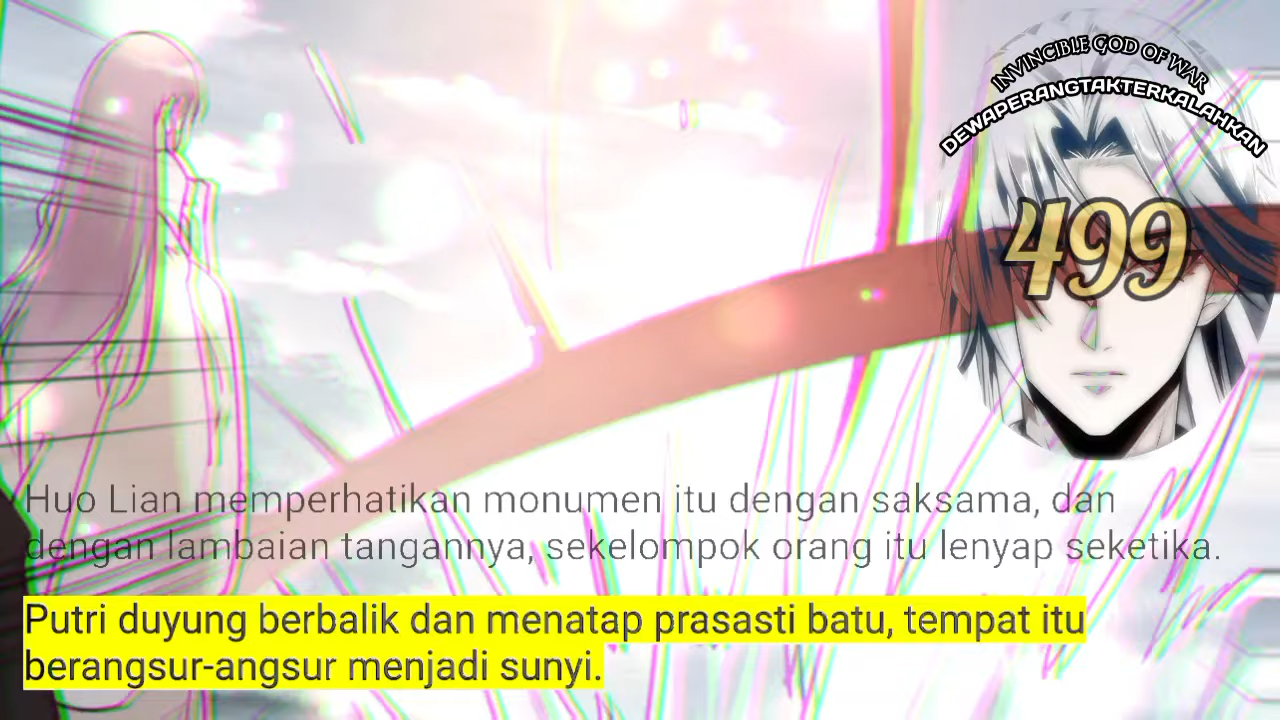 INVINCIBLE GOD OF WAR
DEWAPERANGTAKTERKALAHKAN
499
Huo Lian memperhatikan monumen itu dengan saksama, dan
dengan lambaian tangannya, sekelompok orang itu lenyap seketika.
Putri duyung berbalik dan menatap prasasti batu, tempat itu
berangsur-angsur menjadi sunyi.